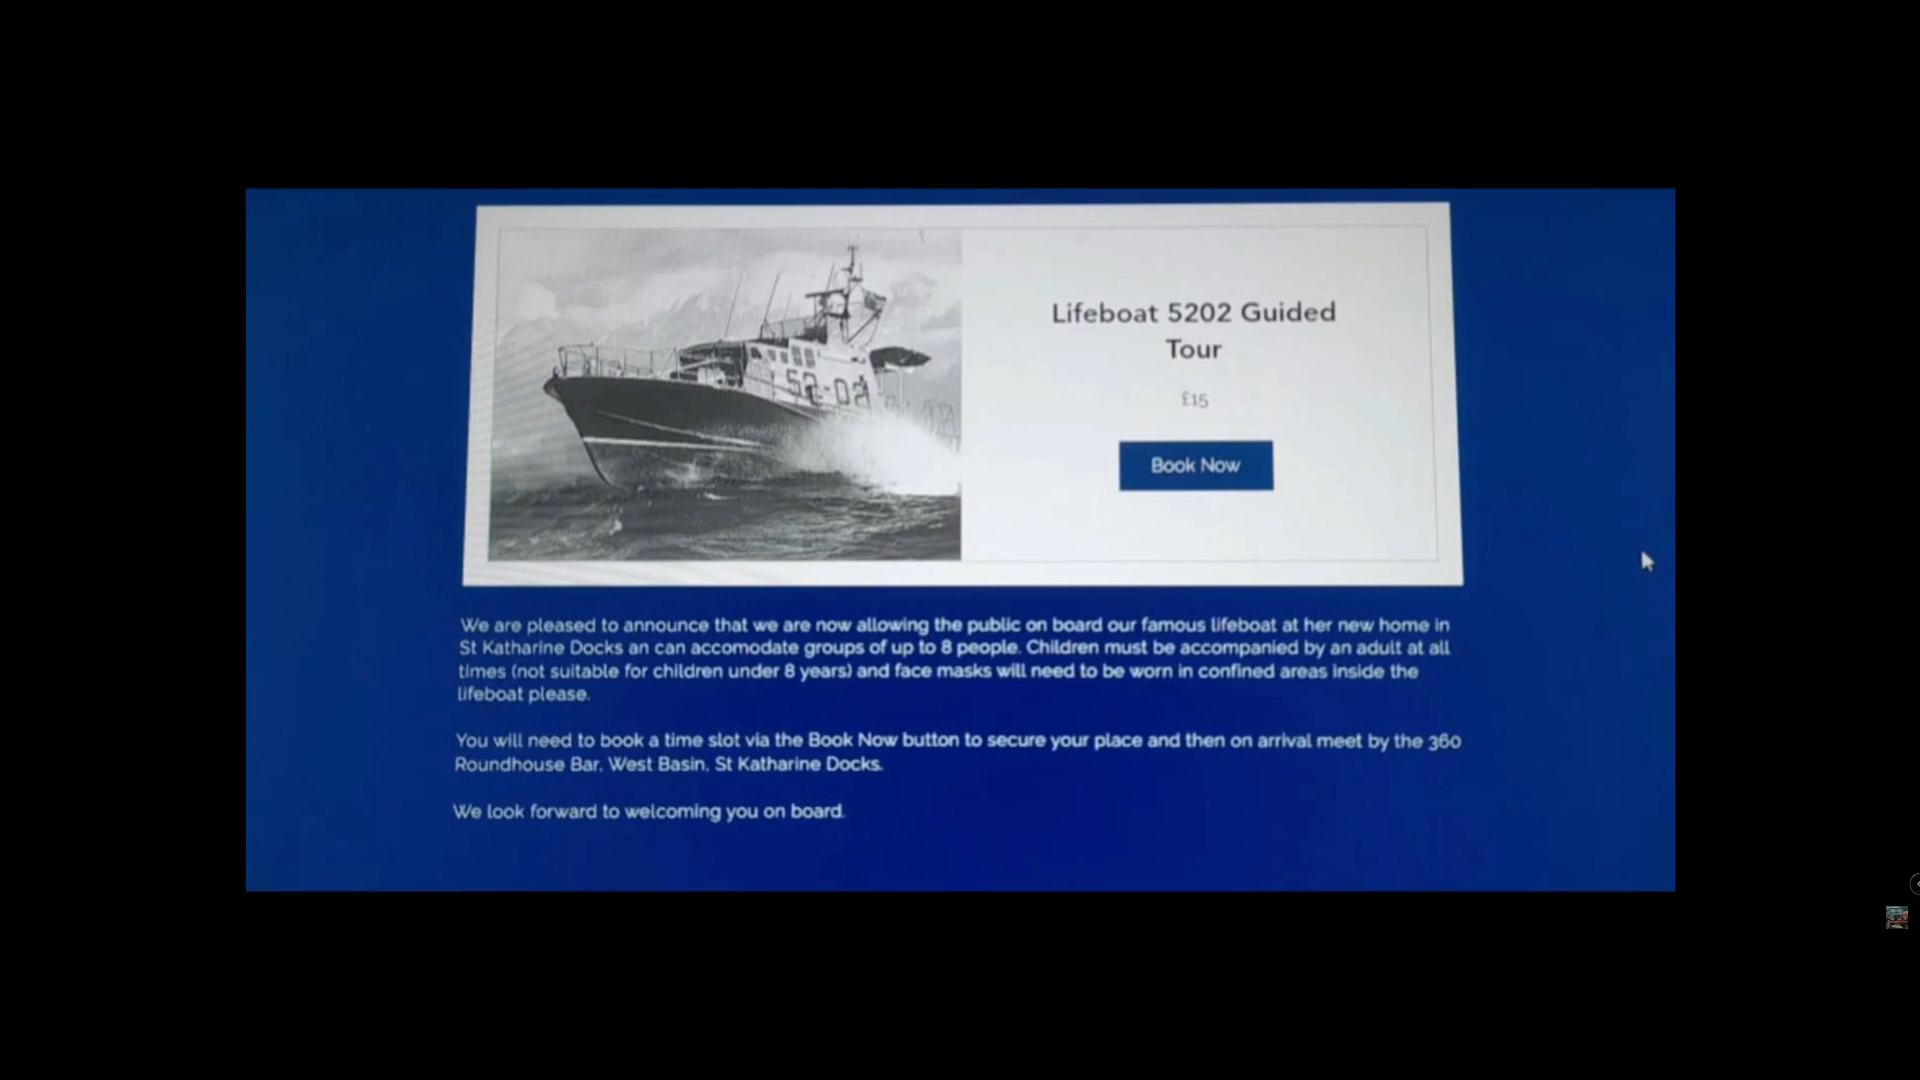 52-02
Lifeboat 5202 Guided
Tour
£15
Book Now
We are pleased to announce that we are now allowing the public on board our famous lifeboat at her new home in
St Katharine Docks an can accomodate groups of up to 8 people. Children must be accompanied by an adult at all
times (not suitable for children under 8 years) and face masks will need to be worn in confined areas inside the
lifeboat please.
You will need to book a time slot via the Book Now button to secure your place and then on arrival meet by the 360
Roundhouse Bar, West Basin, St Katharine Docks.
We look forward to welcoming you on board.